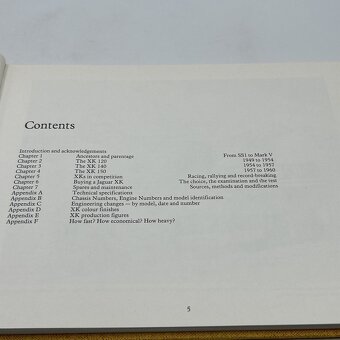 Contents
Introduction and acknowledgements
Chapter 1 Ancestors and parentage From SS1 to Mark V
Chapter 2 The XK 120 1949 to 1954
Chapter 3 The XK 140 1954 to 1957
Chapter 4 The XK 150 1957 to 1960
Chapter 5 XKs in competition Racing, rallying and record-breaking
Chapter 6 Buying a Jaguar XK The choice, the examination and the test
Chapter 7 Spares and maintenance Sources, methods and modifications
Appendix A Technical specifications
Appendix B Chassis Numbers, Engine Numbers and model identification
Appendix C Engineering changes — by model, date and number
Appendix D XK colour finishes
Appendix E XK production figures
Appendix F How fast? How economical? How heavy?
5